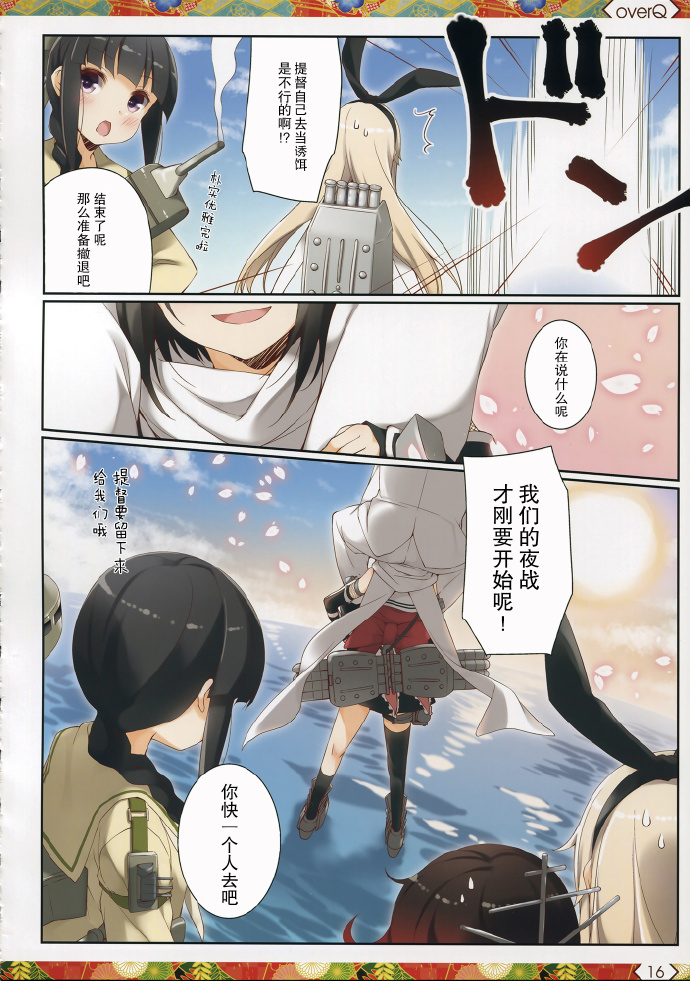 overQ
ドン
提督自己去当诱饵
是不行的啊!?
朴实优雅完啦
结束了呢
那么准备撤退吧
你在说什么呢
我们的夜战
才刚要开始呢！
提督要留下来
给我们哦
你快一个人去吧
16